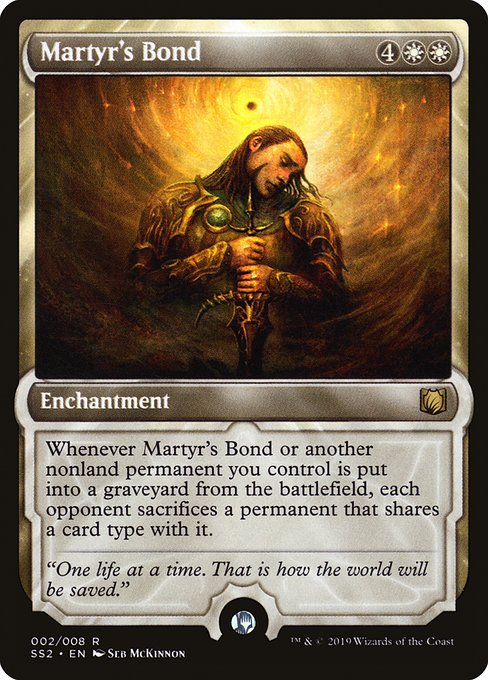 Martyr's Bond 4
Enchantment
Whenever Martyr's Bond or another
nonland permanent you control is put
into a graveyard from the battlefield, each
opponent sacrifices a permanent that shares
a card type with it.
"One life at a time. That is how the world will
be saved."
002/008 R
SS2 • EN Seb McKinnon
™ & © 2019 Wizards of the Coast